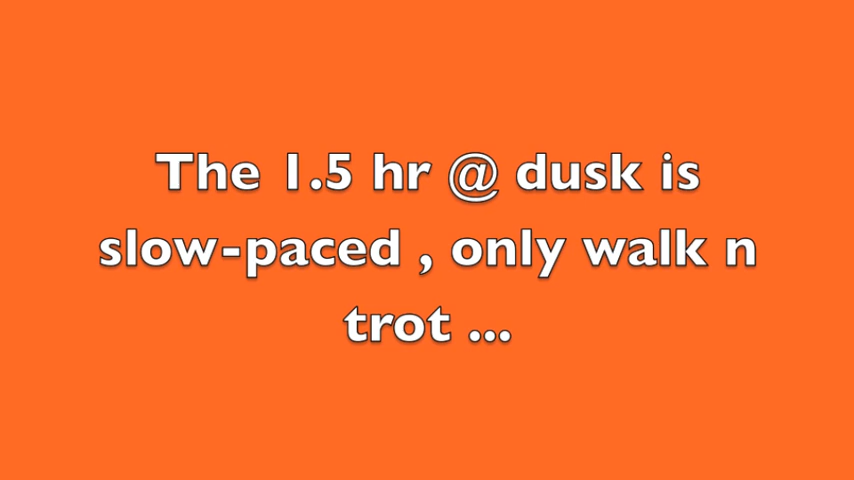 The 1.5 hr @ dusk is
slow-paced , only walk n
trot ...